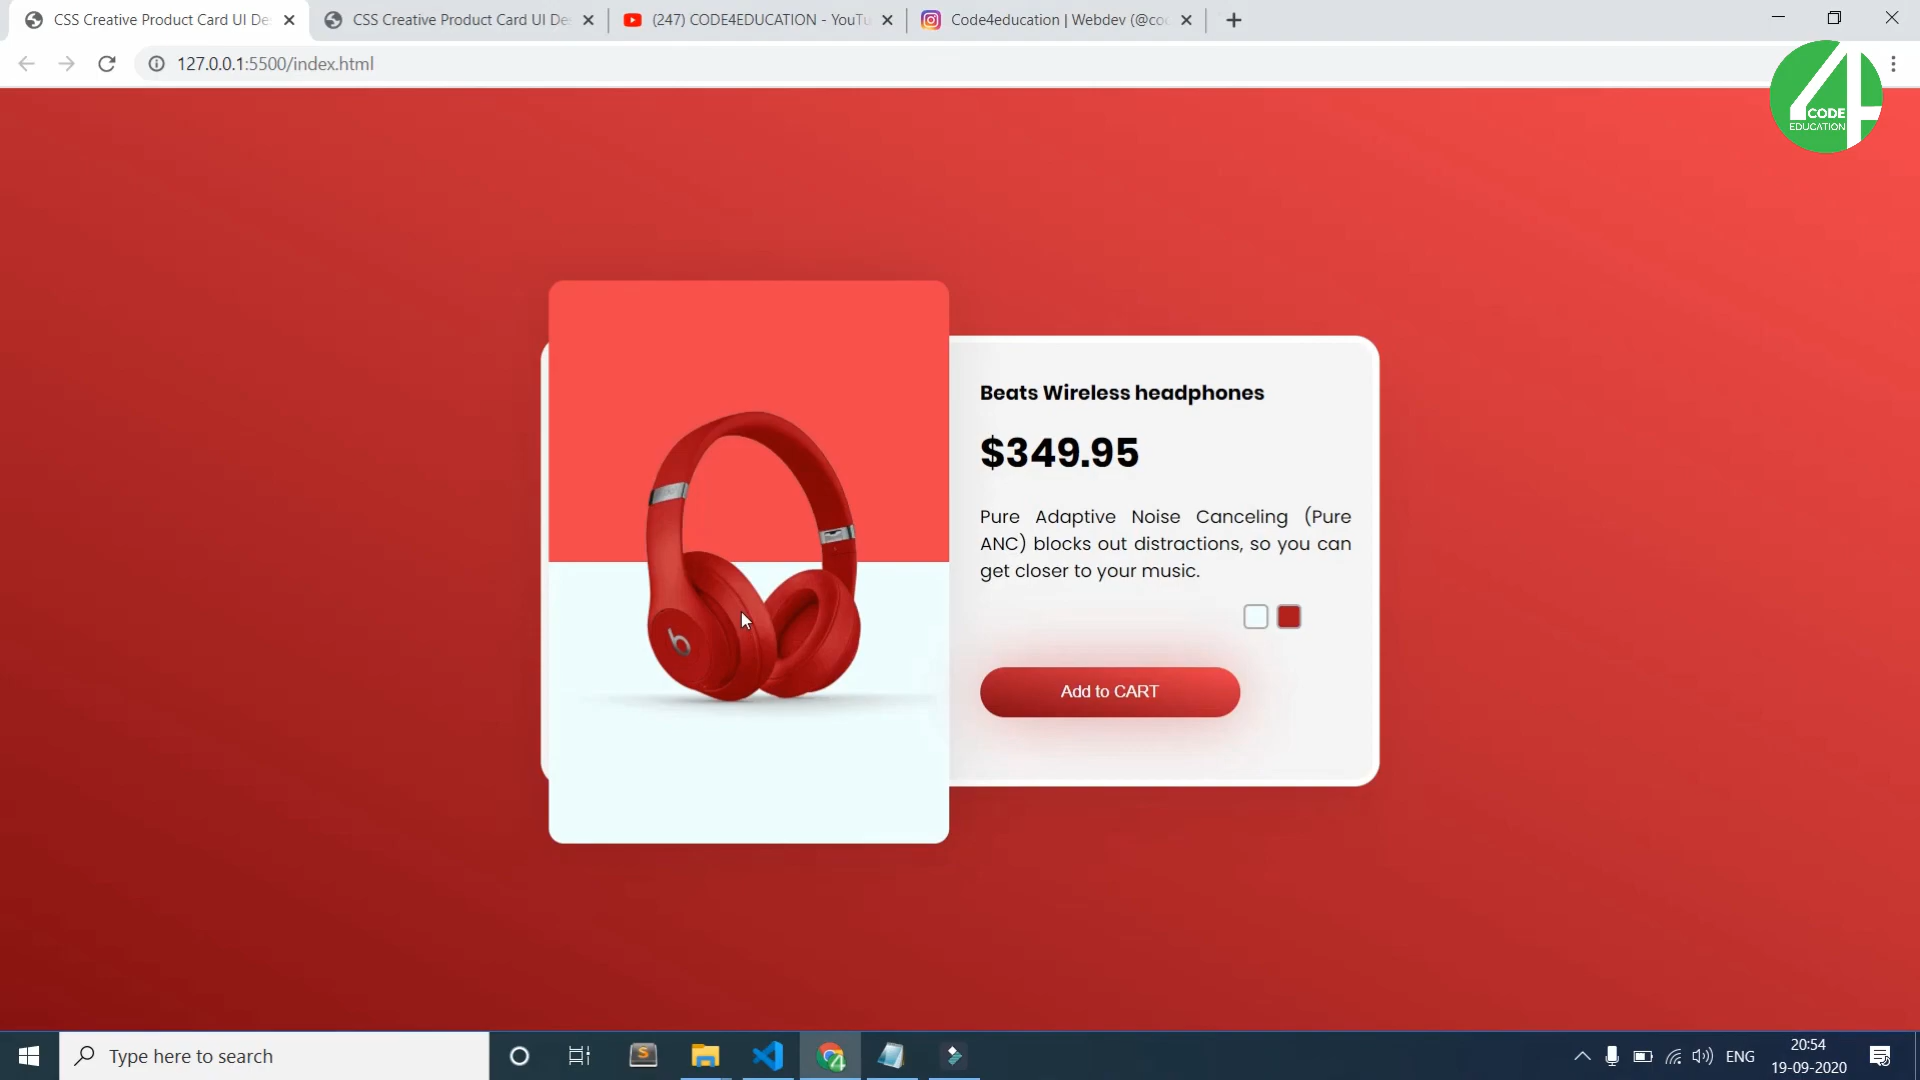 CSS Creative Product Card UI De
CSS Creative Product Card UI De
(247) CODE4EDUCATION - YouTu
Code4education | Webdev (@coc
127.0.0.1:5500/index.html
4
CODE
EDUCATION
Beats Wireless headphones
$349.95
Pure Adaptive Noise Canceling (Pure
ANC) blocks out distractions, so you can
get closer to your music.
b
Add to CART
Type here to search
S
4
ENG
20:54
19-09-2020